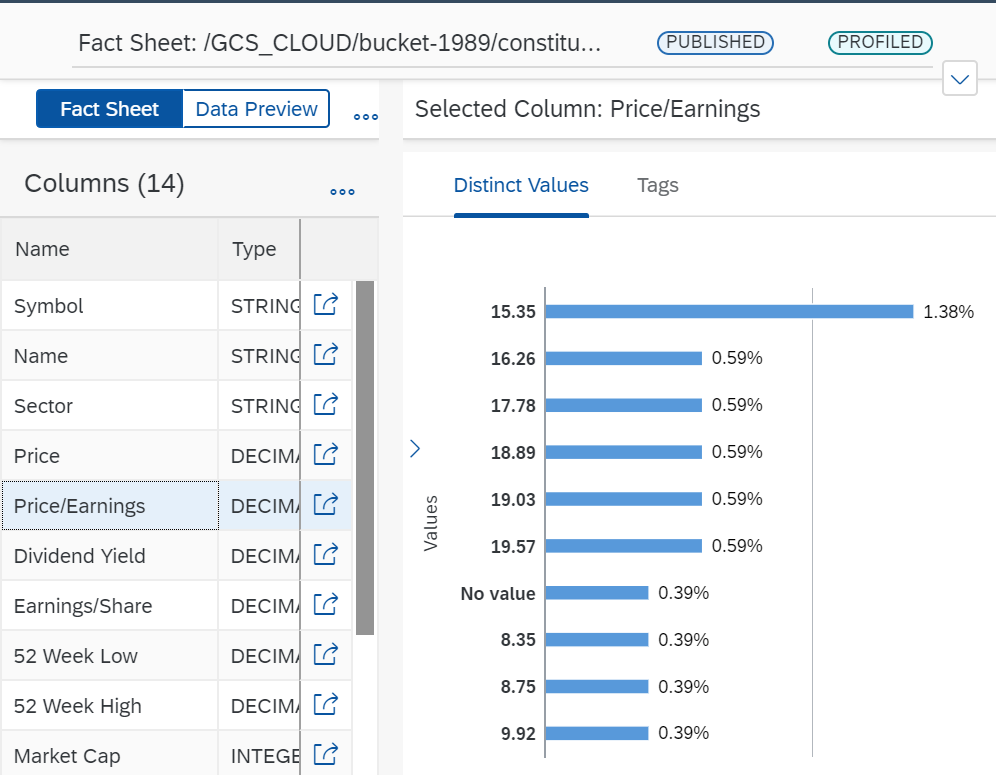 Fact Sheet: /GCS_CLOUD/bucket-1989/constitu...
PUBLISHED
PROFILED
Fact Sheet
Data Preview
Selected Column: Price/Earnings
Columns (14)
Distinct Values
Tags
Name Type
Symbol STRING
Name STRING
Sector STRING
Price DECIMA
Price/Earnings DECIMA
Dividend Yield DECIMA
Earnings/Share DECIMA
52 Week Low DECIMA
52 Week High DECIMA
Market Cap INTEGE
Values
15.35 1.38%
16.26 0.59%
17.78 0.59%
18.89 0.59%
19.03 0.59%
19.57 0.59%
No value 0.39%
8.35 0.39%
8.75 0.39%
9.92 0.39%